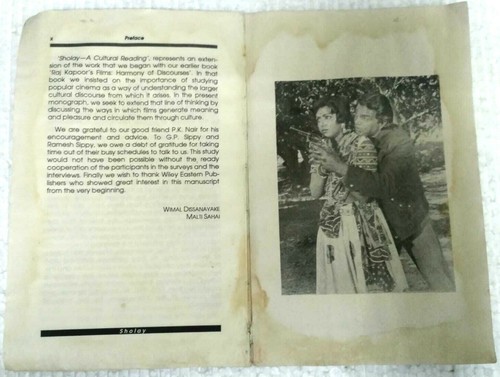 x Preface
'Sholay—A Cultural Reading', represents an exten-
sion of the work that we began with our earlier book
'Raj Kapoor's Films: Harmony of Discourses'. In that
book we insisted on the importance of studying
popular cinema as a way of understanding the larger
cultural discourse from which it arises. In the present
monograph, we seek to extend that line of thinking by
discussing the ways in which films generate meaning
and pleasure and circulate them through culture.
We are grateful to our good friend P.K. Nair for his
encouragement and advice. To G.P. Sippy and
Ramesh Sippy, we owe a debt of gratitude for taking
time out of their busy schedules to talk to us. This study
would not have been possible without the ready
cooperation of the participants in the surveys and the
interviews. Finally we wish to thank Wiley Eastern Pub-
lishers who showed great interest in this manuscript
from the very beginning.
WIMAL DISSANAYAKE
MALTI SAHAI
Sholay